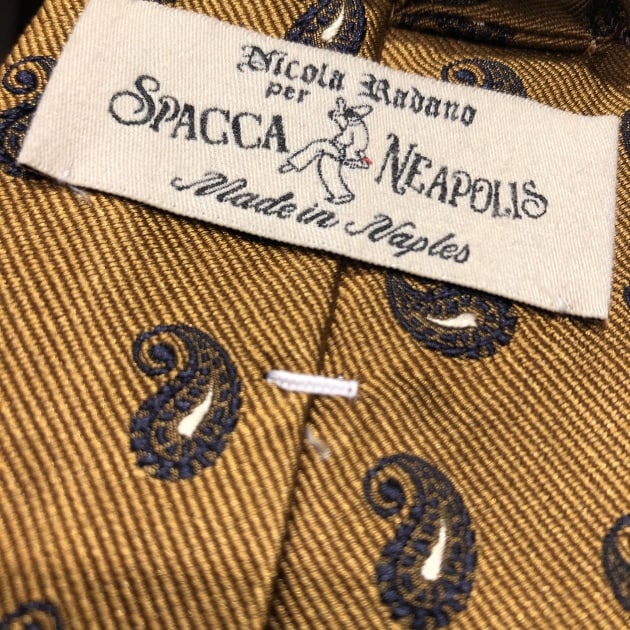 Nicola Radano
per
SPACCA NEAPOLIS
Made in Naples